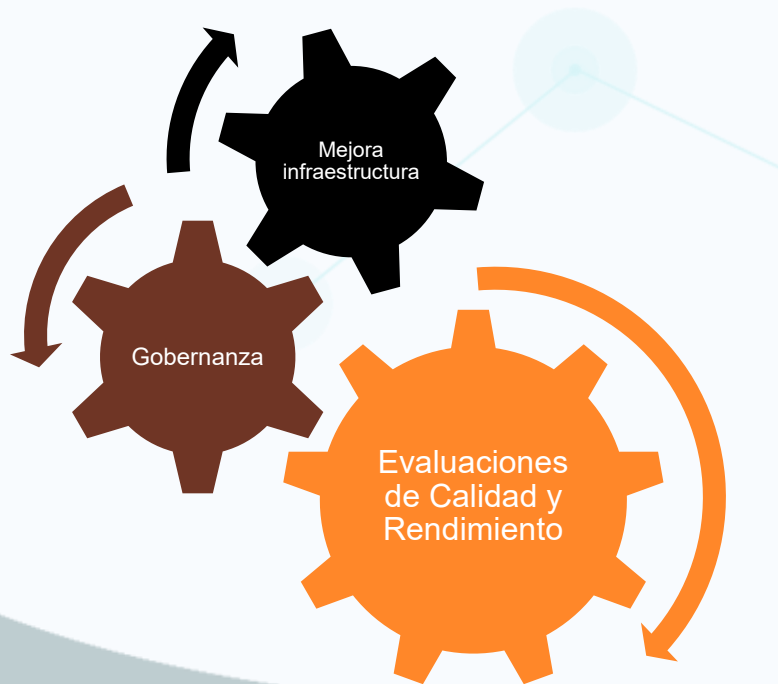 Mejora
infraestructura
Gobernanza
Evaluaciones
de Calidad y
Rendimiento